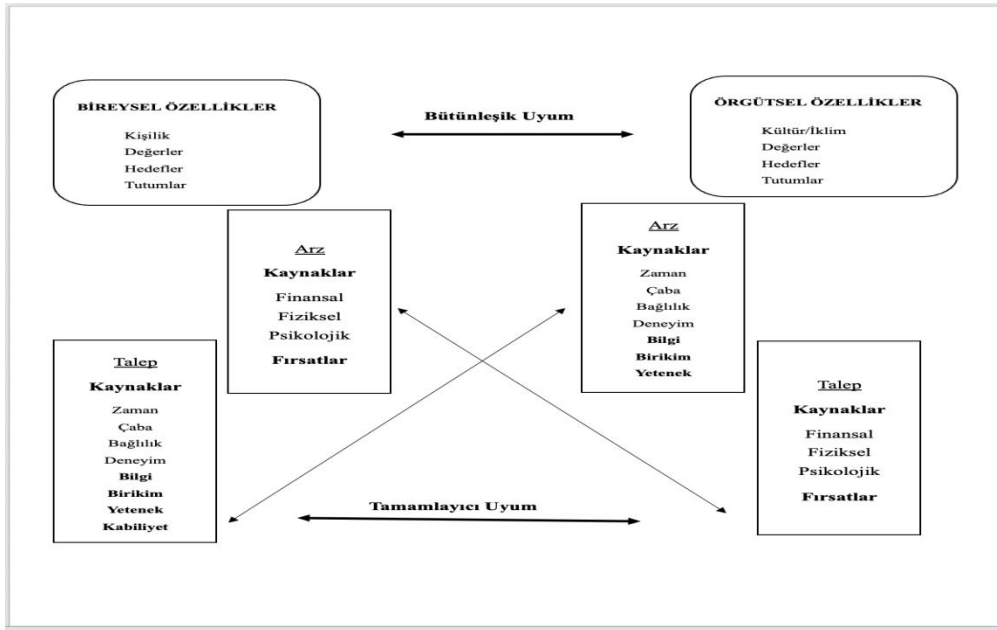 BİREYSEL ÖZELLİKLER
Kişilik
Değerler
Hedefler
Tutumlar
Bütünleşik Uyum
ÖRGÜTSEL ÖZELLİKLER
Kültür/İklim
Değerler
Hedefler
Tutumlar
Arz
Kaynaklar
Finansal
Fiziksel
Psikolojik
Fırsatlar
Arz
Kaynaklar
Zaman
Çaba
Bağlılık
Deneyim
Bilgi
Birikim
Yetenek
Talep
Kaynaklar
Zaman
Çaba
Bağlılık
Deneyim
Bilgi
Birikim
Yetenek
Kabiliyet
Talep
Kaynaklar
Finansal
Fiziksel
Psikolojik
Fırsatlar
Tamamlayıcı Uyum